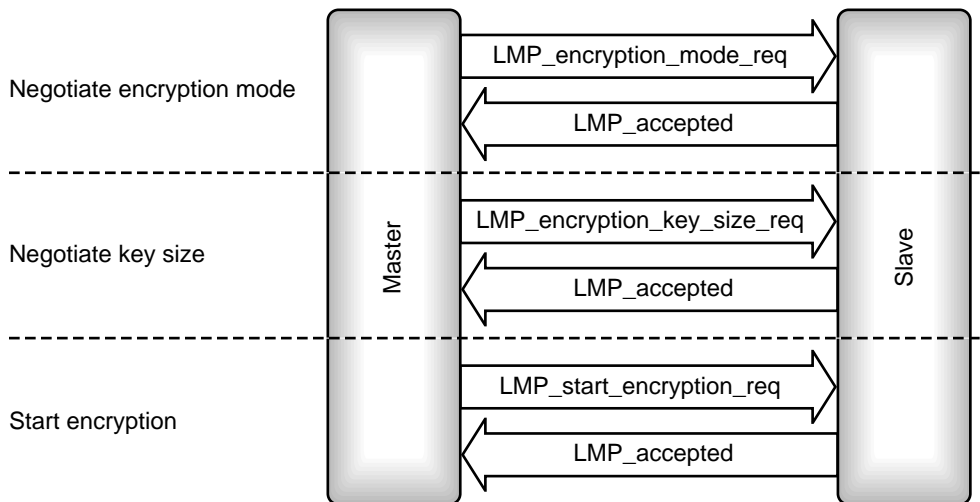 Negotiate encryption mode
LMP_encryption_mode_req
LMP_accepted
Negotiate key size
Master
LMP_encryption_key_size_req
LMP_accepted
Slave
Start encryption
LMP_start_encryption_req
LMP_accepted